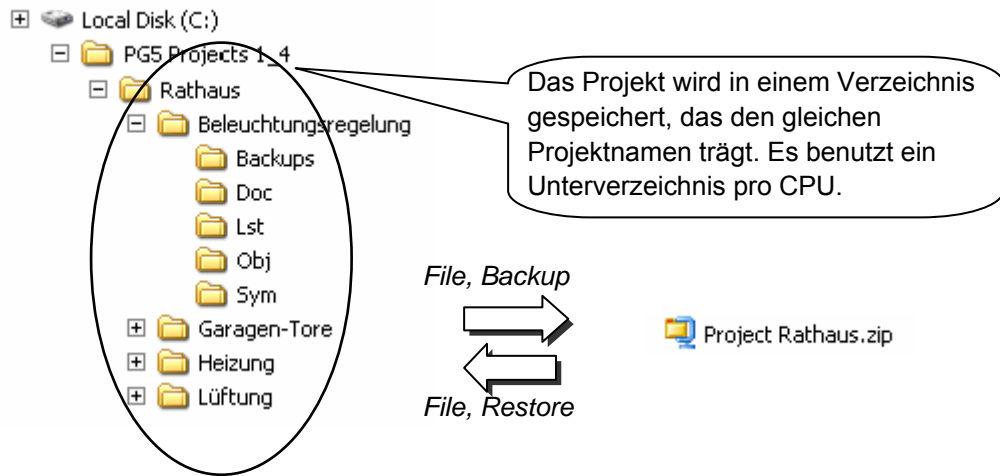 Local Disk (C:)
PG5 Projects 1_4
Rathaus
Beleuchtungsregelung
Backups
Doc
Lst
Obj
Sym
Garagen-Tore
Heizung
Lüftung
Das Projekt wird in einem Verzeichnis
gespeichert, das den gleichen
Projektnamen trägt. Es benutzt ein
Unterverzeichnis pro CPU.
File, Backup
Project Rathaus.zip
File, Restore